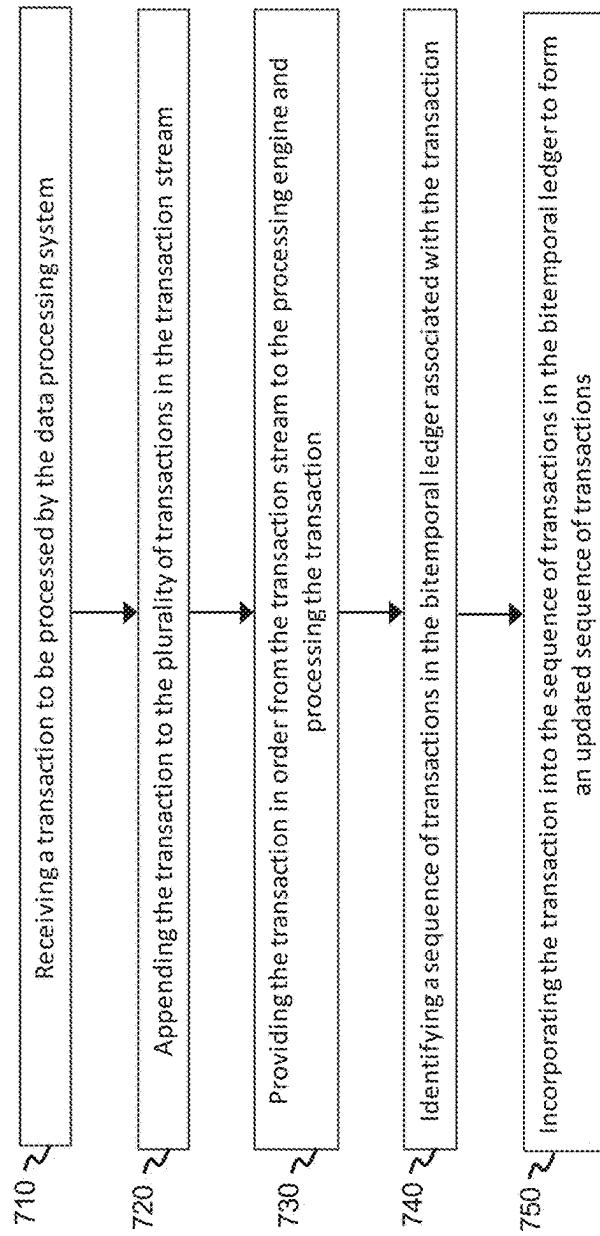 710
Receiving a transaction to be processed by the data processing system
720
Appending the transaction to the plurality of transactions in the transaction stream
730
Providing the transaction in order from the transaction stream to the processing engine and
processing the transaction
740
Identifying a sequence of transactions in the bitemporal ledger associated with the transaction
750
Incorporating the transaction into the sequence of transactions in the bitemporal ledger to form
an updated sequence of transactions